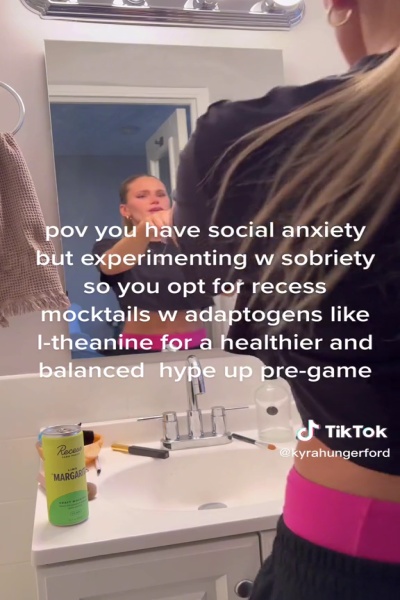 pov you have social anxiety
but experimenting w sobriety
so you opt for recess
mocktails w adaptogens like
l-theanine for a healthier and
balanced hype up pre-game
TikTok
@kyrahungerford
Recess